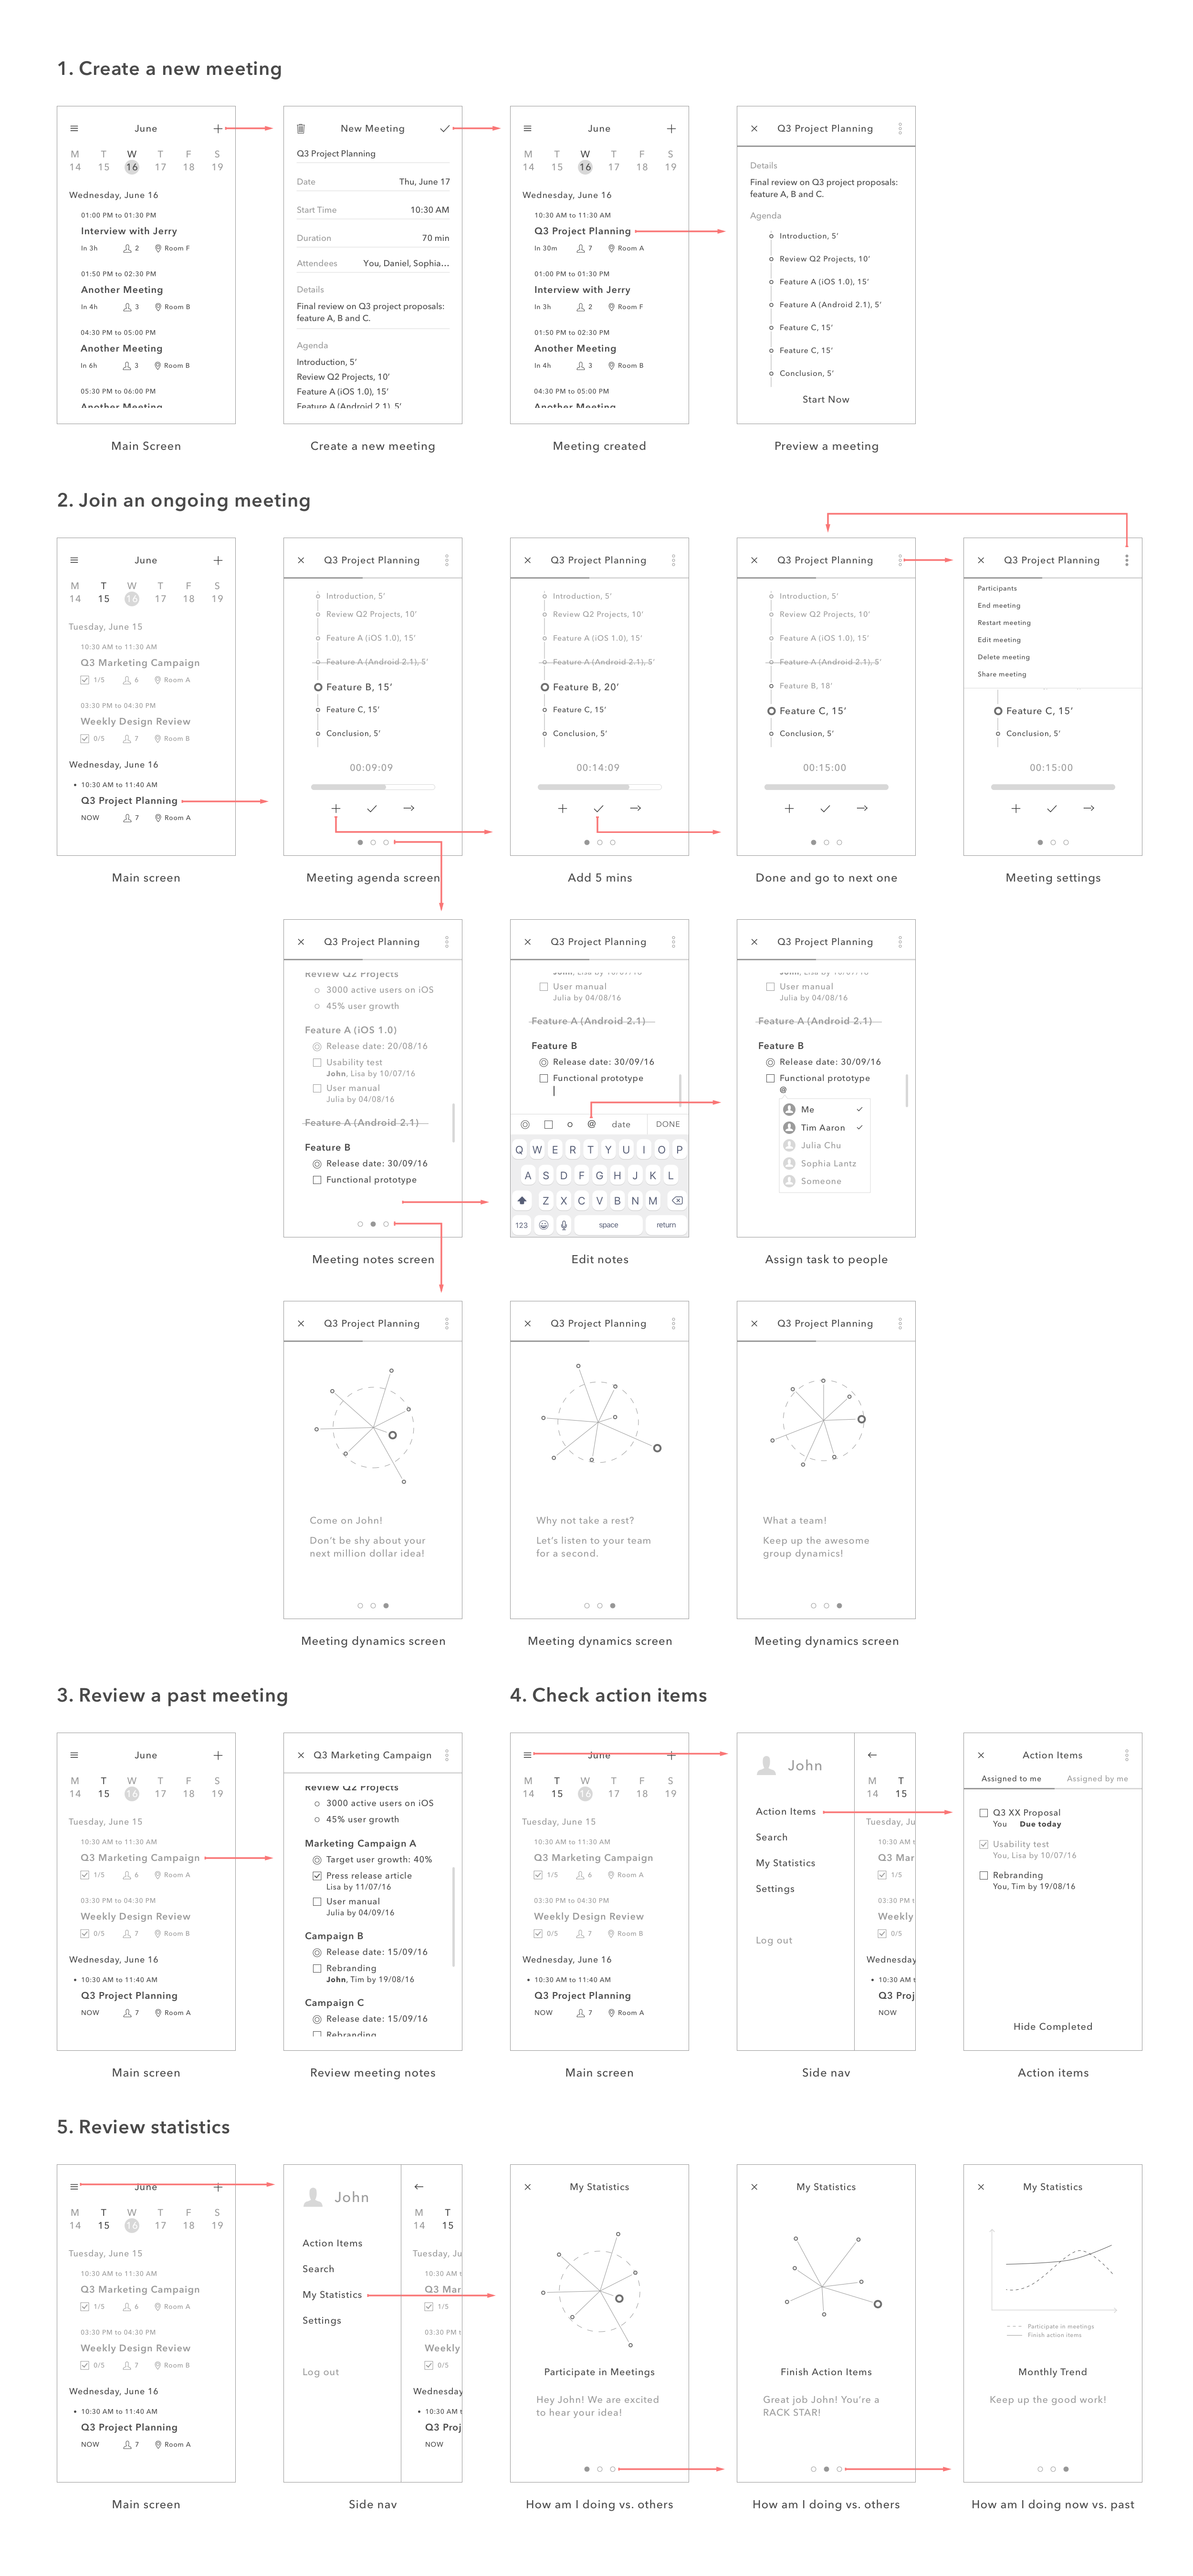 1. Create a new meeting
June
M T W T F S
14 15 16 17 18 19
Wednesday, June 16
01:00 PM to 01:30 PM
Interview with Jerry
In 3h 2 Room F
01:50 PM to 02:30 PM
Another Meeting
In 4h 3 Room B
04:30 PM to 05:00 PM
Another Meeting
In 6h 3 Room B
05:30 PM to 06:00 PM
Another Meeting
Main Screen
New Meeting
Q3 Project Planning
Date Thu, June 17
Start Time 10:30 AM
Duration 70 min
Attendees You, Daniel, Sophia...
Details
Final review on Q3 project proposals:
feature A, B and C.
Agenda
Introduction, 5'
Review Q2 Projects, 10'
Feature A (iOS 1.0), 15'
Feature A (Android 2.1), 5'
Create a new meeting
June
M T W T F S
14 15 16 17 18 19
Wednesday, June 16
10:30 AM to 11:30 AM
Q3 Project Planning
In 30m 7 Room A
01:00 PM to 01:30 PM
Interview with Jerry
In 3h 2 Room F
01:50 PM to 02:30 PM
Another Meeting
In 4h 3 Room B
04:30 PM to 05:00 PM
Another Meeting
Meeting created
Q3 Project Planning
Details
Final review on Q3 project proposals:
feature A, B and C.
Agenda
Introduction, 5'
Review Q2 Projects, 10'
Feature A (iOS 1.0), 15'
Feature A (Android 2.1), 5'
Feature C, 15'
Feature C, 15'
Conclusion, 5'
Start Now
Preview a meeting
2. Join an ongoing meeting
June
M T W T F S
14 15 16 17 18 19
Tuesday, June 15
10:30 AM to 11:30 AM
Q3 Marketing Campaign
1/5 6 Room A
03:30 PM to 04:30 PM
Weekly Design Review
0/5 7 Room B
Wednesday, June 16
10:30 AM to 11:40 AM
Q3 Project Planning
NOW 7 Room A
Main screen
Q3 Project Planning
Introduction, 5'
Review Q2 Projects, 10'
Feature A (iOS 1.0), 15'
Feature A (Android 2.1), 5'
Feature B, 15'
Feature C, 15'
Conclusion, 5'
00:09:09
Meeting agenda screen
Q3 Project Planning
Introduction, 5'
Review Q2 Projects, 10'
Feature A (iOS 1.0), 15'
Feature A (Android 2.1), 5'
Feature B, 20'
Feature C, 15'
Conclusion, 5'
00:14:09
Add 5 mins
Q3 Project Planning
Introduction, 5'
Review Q2 Projects, 10'
Feature A (iOS 1.0), 15'
Feature A (Android 2.1), 5'
Feature B, 18'
Feature C, 15'
Conclusion, 5'
00:15:00
Done and go to next one
Q3 Project Planning
Participants
End meeting
Restart meeting
Edit meeting
Delete meeting
Share meeting
Feature C, 15'
Conclusion, 5'
00:15:00
Meeting settings
Q3 Project Planning
Review Q2 Projects
3000 active users on iOS
45% user growth
Feature A (iOS 1.0)
Release date: 20/08/16
Usability test
John, Lisa by 10/07/16
User manual
Julia by 04/08/16
Feature A (Android 2.1)
Feature B
Release date: 30/09/16
Functional prototype
Meeting notes screen
Q3 Project Planning
John, Lisa by 10/07/16
User manual
Julia by 04/08/16
Feature A (Android 2.1)
Feature B
Release date: 30/09/16
Functional prototype
@ date DONE
Q W E R T Y U I O P
A S D F G H J K L
Z X C V B N M
123 space return
Edit notes
Q3 Project Planning
John, Lisa by 10/07/16
User manual
Julia by 04/08/16
Feature A (Android 2.1)
Feature B
Release date: 30/09/16
Functional prototype
@
Me
Tim Aaron
Julia Chu
Sophia Lantz
Someone
Assign task to people
Q3 Project Planning
Come on John!
Don't be shy about your
next million dollar idea!
Meeting dynamics screen
Q3 Project Planning
Why not take a rest?
Let's listen to your team
for a second.
Meeting dynamics screen
Q3 Project Planning
What a team!
Keep up the awesome
group dynamics!
Meeting dynamics screen
3. Review a past meeting
June
M T W T F S
14 15 16 17 18 19
Tuesday, June 15
10:30 AM to 11:30 AM
Q3 Marketing Campaign
1/5 6 Room A
03:30 PM to 04:30 PM
Weekly Design Review
0/5 7 Room B
Wednesday, June 16
10:30 AM to 11:40 AM
Q3 Project Planning
NOW 7 Room A
Main screen
Q3 Marketing Campaign
Review Q2 Projects
3000 active users on iOS
45% user growth
Marketing Campaign A
Target user growth: 40%
Press release article
Lisa by 11/07/16
User manual
Julia by 04/09/16
Campaign B
Release date: 15/09/16
Rebranding
John, Tim by 19/08/16
Campaign C
Release date: 15/09/16
Rebranding
Review meeting notes
4. Check action items
June
M T W T F S
14 15 16 17 18 19
Tuesday, June 15
10:30 AM to 11:30 AM
Q3 Marketing Campaign
1/5 6 Room A
03:30 PM to 04:30 PM
Weekly Design Review
0/5 7 Room B
Wednesday, June 16
10:30 AM to 11:40 AM
Q3 Project Planning
NOW 7 Room A
Main screen
John
Action Items
Search
My Statistics
Settings
Log out
M T
14 15
Tuesday, Ju
10:30 AM t
Q3 Mar
1/5
03:30 PM t
Weekly
0/5
Wednesday
10:30 AM t
Q3 Proj
NOW
Side nav
Action Items
Assigned to me Assigned by me
Q3 XX Proposal
You Due today
Usability test
You, Lisa by 10/07/16
Rebranding
You, Tim by 19/08/16
Hide Completed
Action items
5. Review statistics
June
M T W T F S
14 15 16 17 18 19
Tuesday, June 15
10:30 AM to 11:30 AM
Q3 Marketing Campaign
1/5 6 Room A
03:30 PM to 04:30 PM
Weekly Design Review
0/5 7 Room B
Wednesday, June 16
10:30 AM to 11:40 AM
Q3 Project Planning
NOW 7 Room A
Main screen
John
Action Items
Search
My Statistics
Settings
Log out
M T
14 15
Tuesday, Ju
10:30 AM t
Q3 Mar
1/5
03:30 PM t
Weekly
0/5
Wednesday
10:30 AM t
Q3 Proj
NOW
Side nav
My Statistics
Participate in Meetings
Hey John! We are excited
to hear your idea!
How am I doing vs. others
My Statistics
Finish Action Items
Great job John! You're a
RACK STAR!
How am I doing vs. others
My Statistics
Participate in meetings
Finish action items
Monthly Trend
Keep up the good work!
How am I doing now vs. past